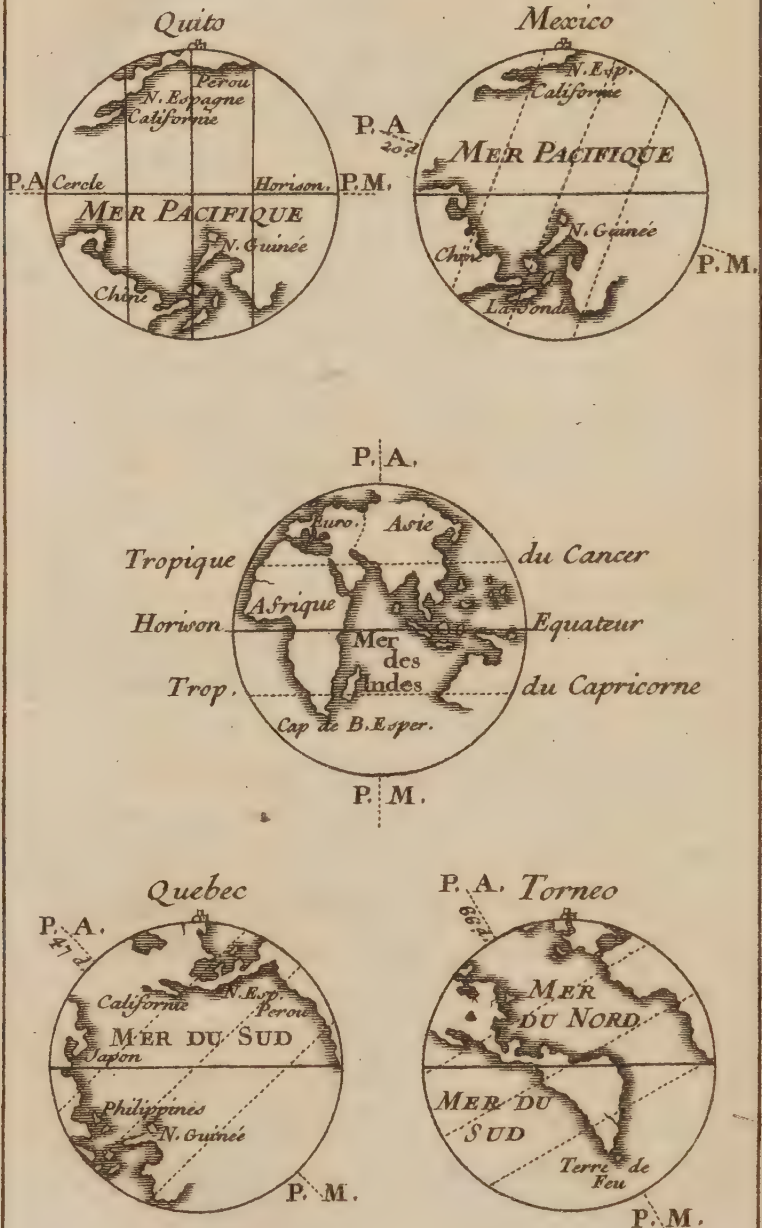 Quito
Perou
N. Espagne
Californie
P. A.
Cercle
Horison.
P. M.
MER PACIFIQUE
N. Guinée
Chine
Mexico
N. Esp.
Californie
P. A.
20 d.
MER PACIFIQUE
N. Guinée
Chine
La Sonde
P. M.
P. A.
Euro.
Asie
Tropique
du Cancer
Afrique
Horison
Equateur
Mer
des
Indes
Trop.
du Capricorne
Cap de B. Esper.
P. M.
Quebec
P. A.
47 d.
Californie
N. Esp.
Perou
MER DU SUD
Japon
Philippines
N. Guinée
P. M.
Torneo
P. A.
66 d.
MER
DU NORD
MER DU
SUD
Terre de
Feu
P. M.